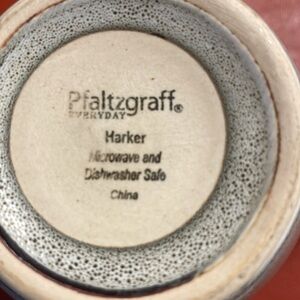 Pfaltzgraff®
EVERYDAY
Harker
Microwave and
Dishwasher Safe
China